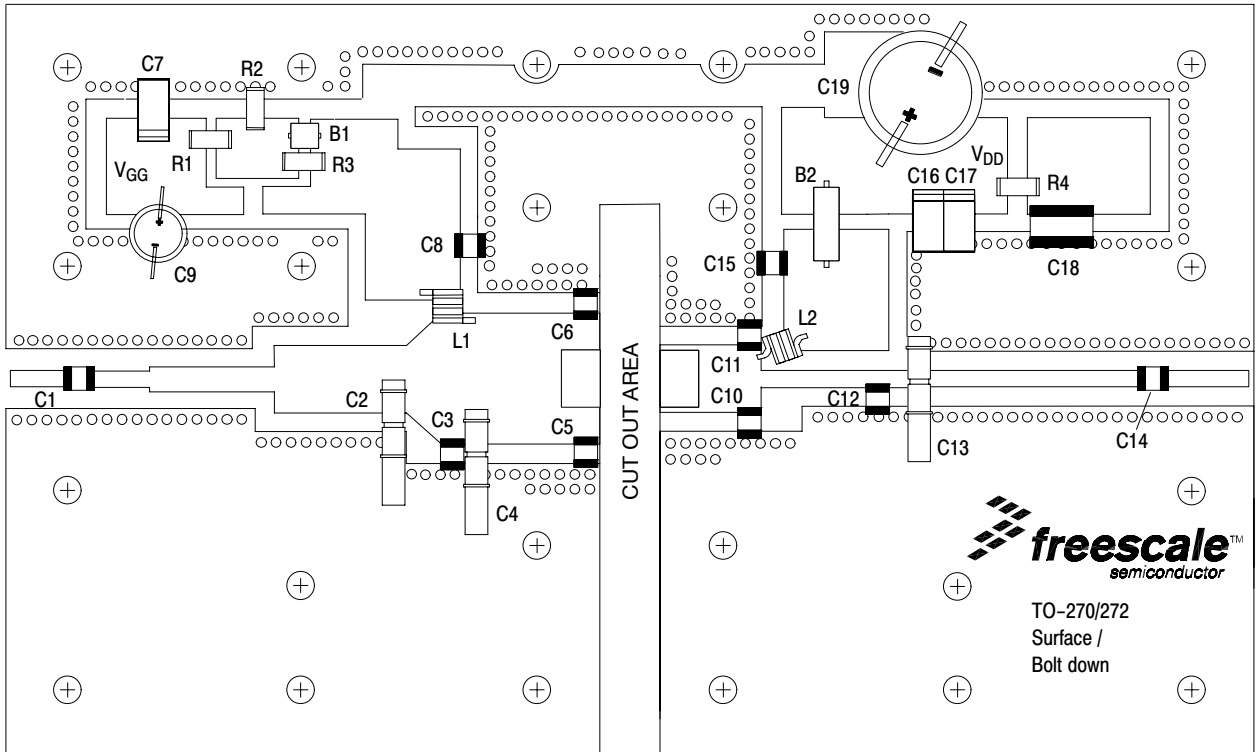 C7
R2
C19
R1
B1
R3
VGG
VDD
B2
C16 C17
R4
C8
C9
C15
C18
C6
L1
C11
L2
CUT OUT AREA
C1
C2
C3
C5
C10
C12
C13
C14
C4
freescale™
semiconductor
TO-270/272
Surface /
Bolt down